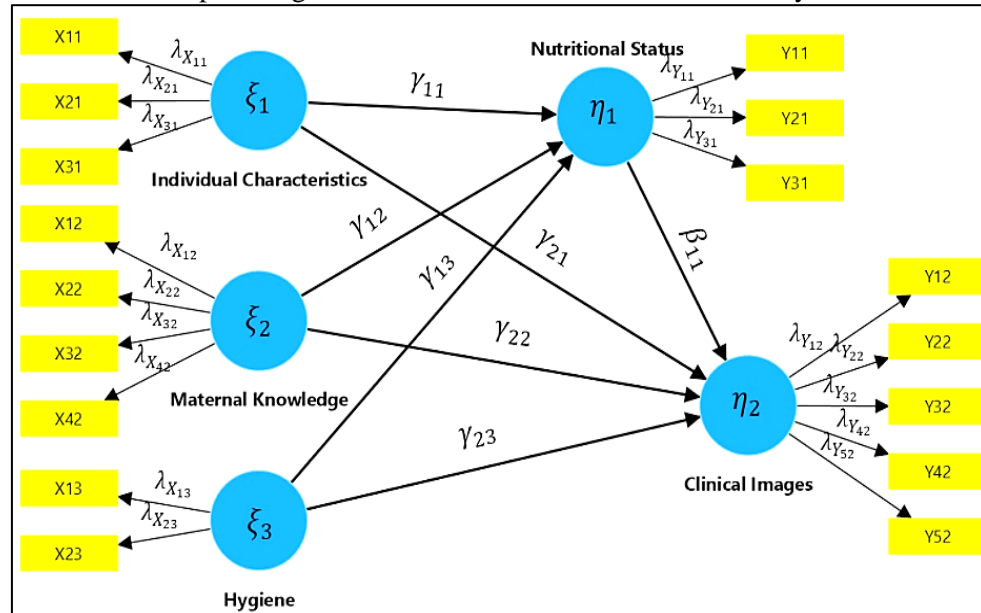 X11
X21
X31
λX11
λX21
λX31
ξ1
Individual Characteristics
X12
X22
X32
X42
λX12
λX22
λX32
λX42
ξ2
Maternal Knowledge
X13
X23
λX13
λX23
ξ3
Hygiene
γ11
γ12
γ13
γ21
γ22
γ23
β11
Nutritional Status
η1
λY11
λY21
λY31
Y11
Y21
Y31
η2
Clinical Images
λY12
λY22
λY32
λY42
λY52
Y12
Y22
Y32
Y42
Y52